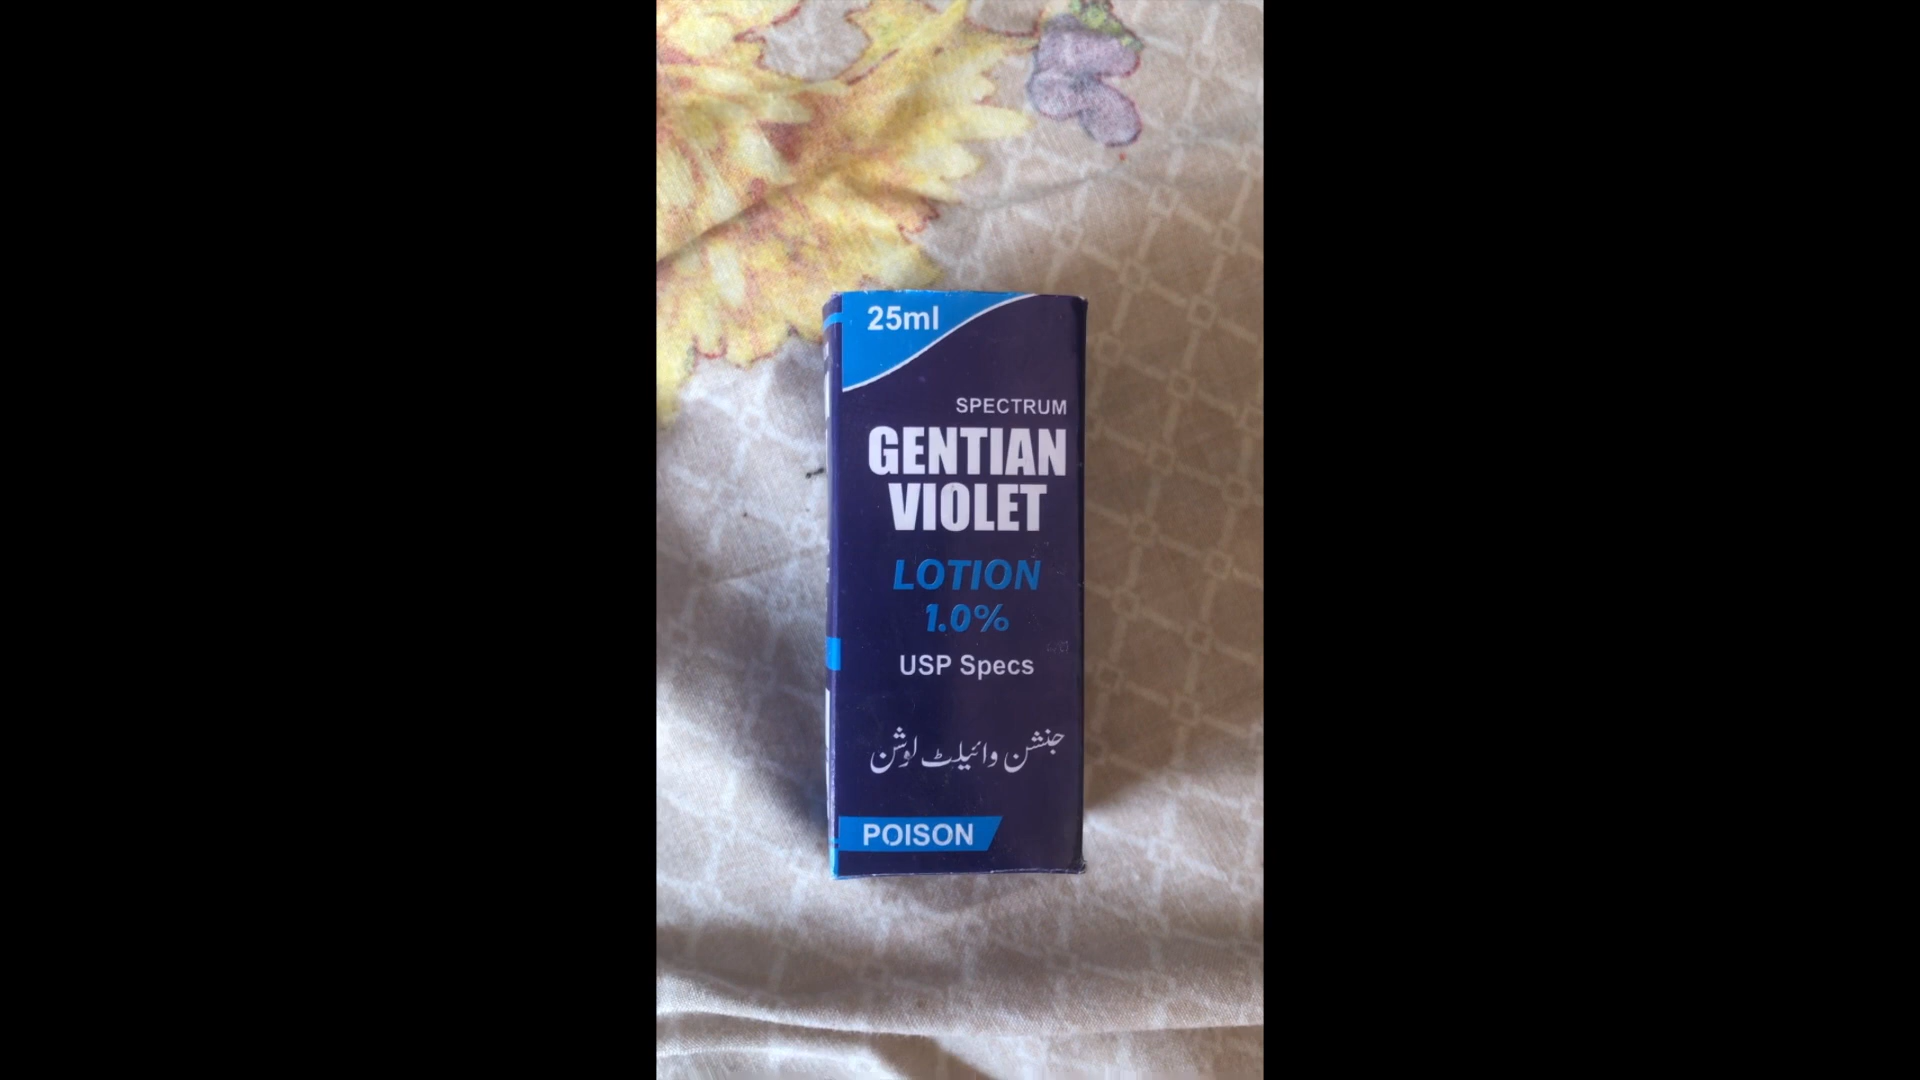 25ml
SPECTRUM
GENTIAN
VIOLET
LOTION
1.0%
USP Specs
جنشن وائیلٹ لوشن
POISON